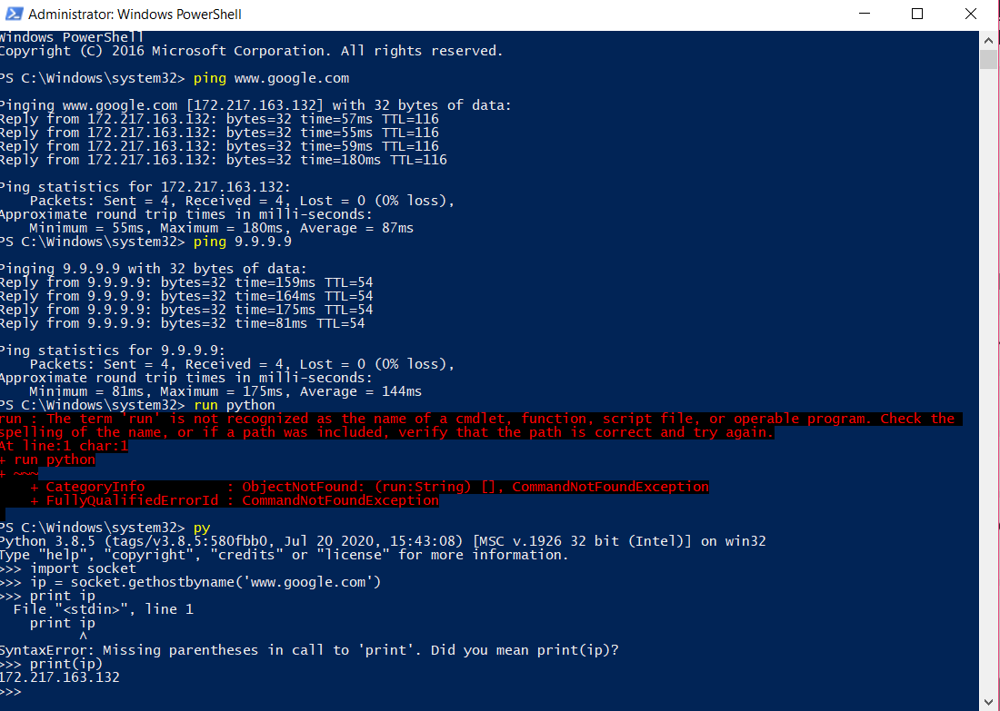 Administrator: Windows PowerShell
Windows PowerShell
Copyright (C) 2016 Microsoft Corporation. All rights reserved.
PS C:\Windows\system32> ping www.google.com
Pinging www.google.com [172.217.163.132] with 32 bytes of data:
Reply from 172.217.163.132: bytes=32 time=57ms TTL=116
Reply from 172.217.163.132: bytes=32 time=55ms TTL=116
Reply from 172.217.163.132: bytes=32 time=59ms TTL=116
Reply from 172.217.163.132: bytes=32 time=180ms TTL=116
Ping statistics for 172.217.163.132:
    Packets: Sent = 4, Received = 4, Lost = 0 (0% loss),
Approximate round trip times in milli-seconds:
    Minimum = 55ms, Maximum = 180ms, Average = 87ms
PS C:\Windows\system32> ping 9.9.9.9
Pinging 9.9.9.9 with 32 bytes of data:
Reply from 9.9.9.9: bytes=32 time=159ms TTL=54
Reply from 9.9.9.9: bytes=32 time=164ms TTL=54
Reply from 9.9.9.9: bytes=32 time=175ms TTL=54
Reply from 9.9.9.9: bytes=32 time=81ms TTL=54
Ping statistics for 9.9.9.9:
    Packets: Sent = 4, Received = 4, Lost = 0 (0% loss),
Approximate round trip times in milli-seconds:
    Minimum = 81ms, Maximum = 175ms, Average = 144ms
PS C:\Windows\system32> run python
run : The term 'run' is not recognized as the name of a cmdlet, function, script file, or operable program. Check the
spelling of the name, or if a path was included, verify that the path is correct and try again.
At line:1 char:1
+ run python
+ ~~~
    + CategoryInfo          : ObjectNotFound: (run:String) [], CommandNotFoundException
    + FullyQualifiedErrorId : CommandNotFoundException
PS C:\Windows\system32> py
Python 3.8.5 (tags/v3.8.5:580fbb0, Jul 20 2020, 15:43:08) [MSC v.1926 32 bit (Intel)] on win32
Type "help", "copyright", "credits" or "license" for more information.
>>> import socket
>>> ip = socket.gethostbyname('www.google.com')
>>> print ip
  File "<stdin>", line 1
    print ip
          ^
SyntaxError: Missing parentheses in call to 'print'. Did you mean print(ip)?
>>> print(ip)
172.217.163.132
>>>